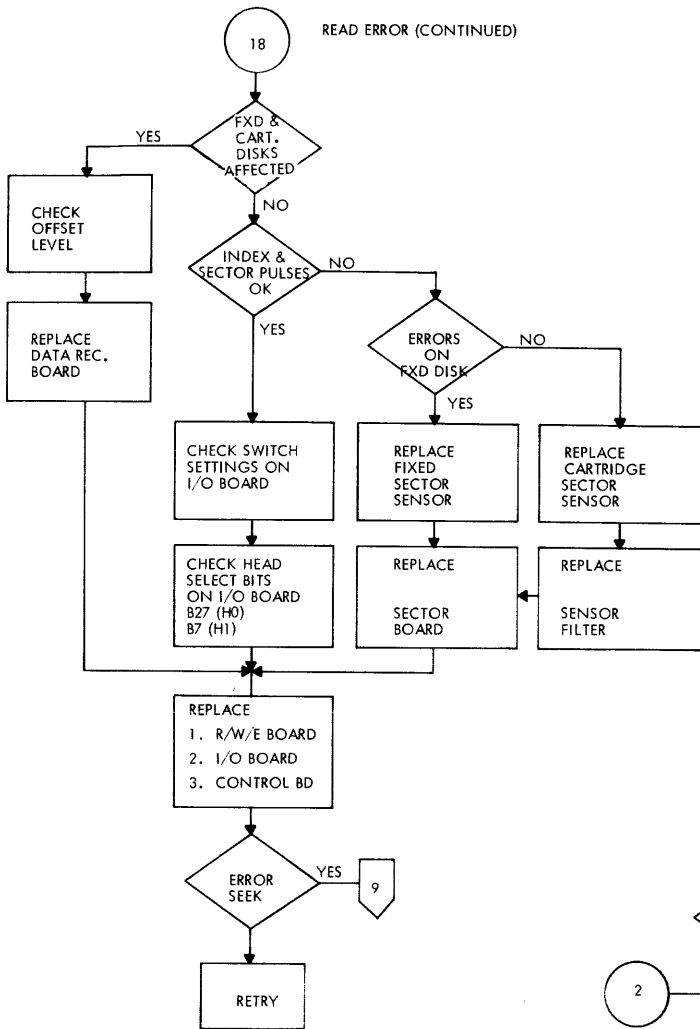 18
READ ERROR (CONTINUED)
FXD &
CART.
DISKS
AFFECTED
YES
NO
CHECK
OFFSET
LEVEL
INDEX &
SECTOR PULSES
OK
NO
YES
REPLACE
DATA REC.
BOARD
ERRORS
ON
FXD DISK
NO
YES
CHECK SWITCH
SETTINGS ON
I/O BOARD
REPLACE
FIXED
SECTOR
SENSOR
REPLACE
CARTRIDGE
SECTOR
SENSOR
CHECK HEAD
SELECT BITS
ON I/O BOARD
B27 (H0)
B7 (H1)
REPLACE
SECTOR
BOARD
REPLACE
SENSOR
FILTER
REPLACE
1. R/W/E BOARD
2. I/O BOARD
3. CONTROL BD
ERROR
SEEK
YES
9
RETRY
2